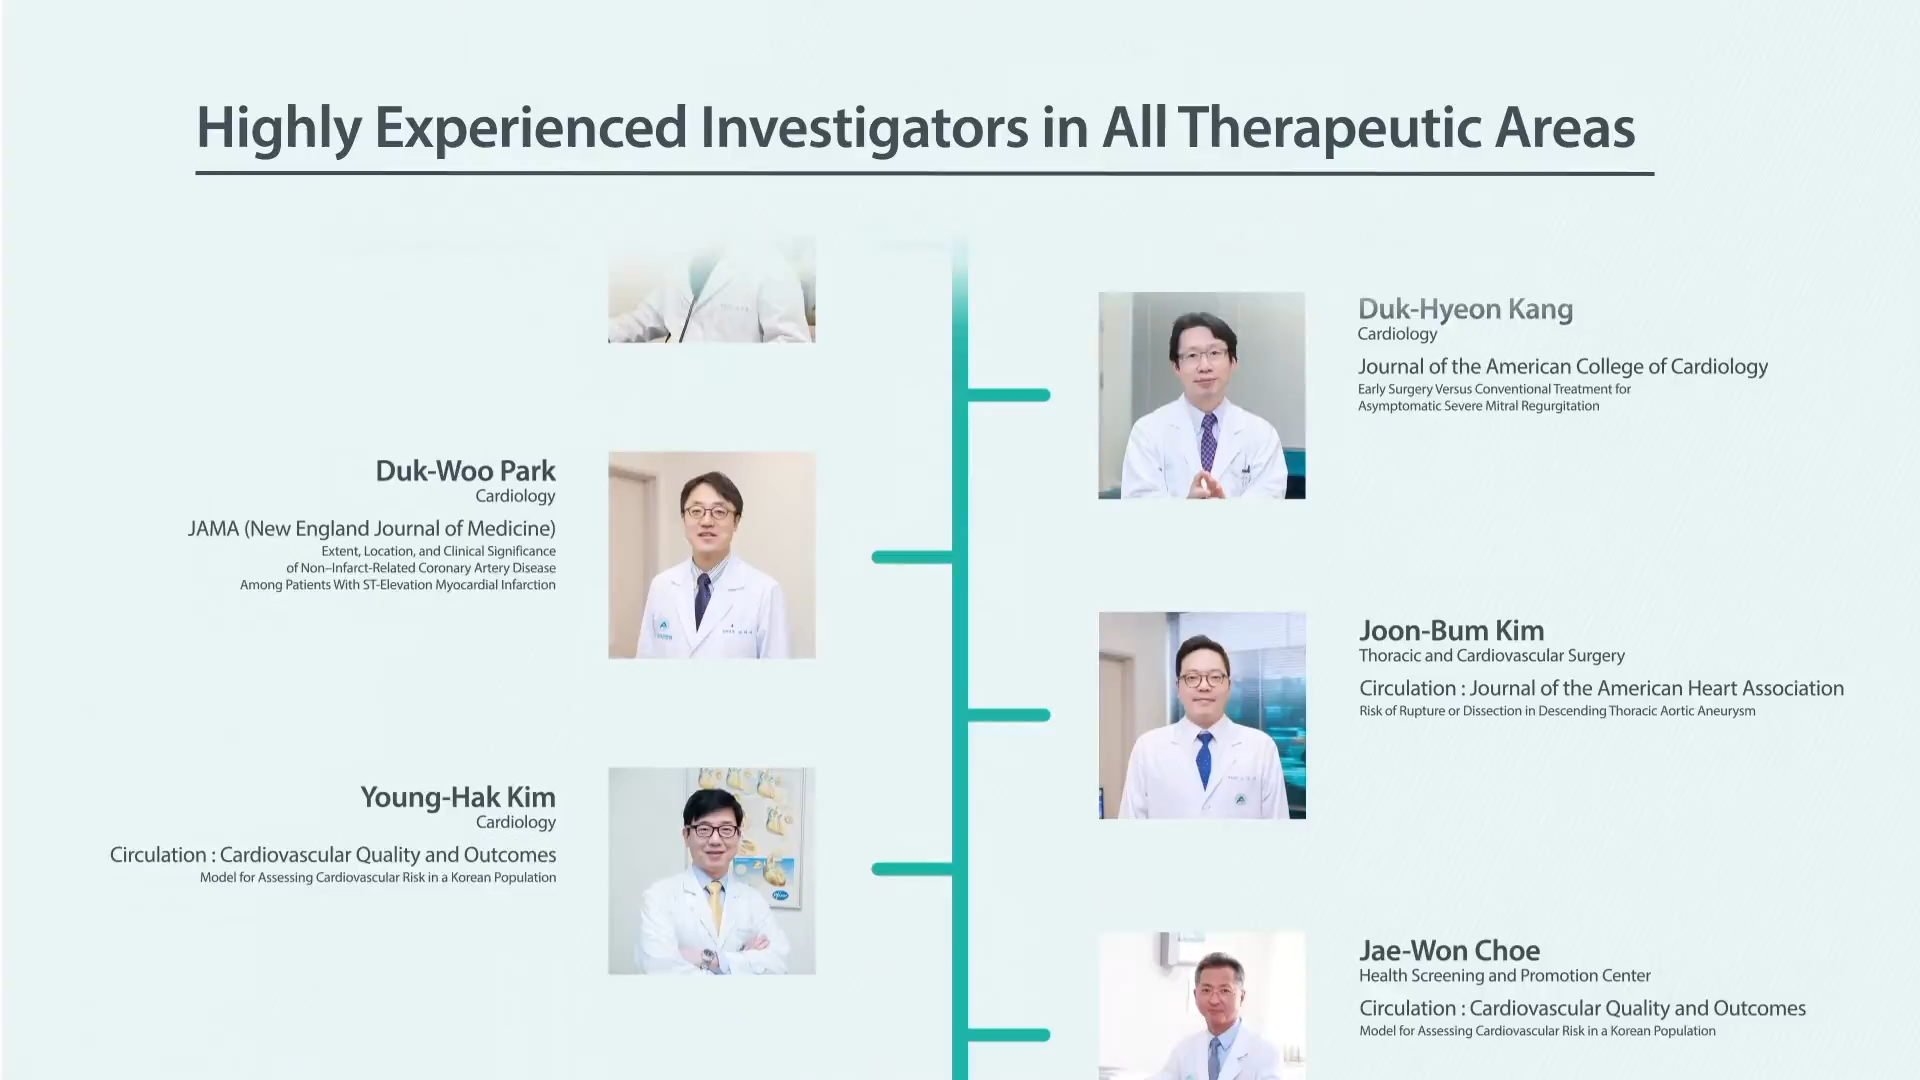 Highly Experienced Investigators in All Therapeutic Areas
Duk-Hyeon Kang
Cardiology
Journal of the American College of Cardiology
Early Surgery Versus Conventional Treatment for
Asymptomatic Severe Mitral Regurgitation
Duk-Woo Park
Cardiology
JAMA (New England Journal of Medicine)
Extent, Location, and Clinical Significance
of Non–Infarct-Related Coronary Artery Disease
Among Patients With ST-Elevation Myocardial Infarction
Joon-Bum Kim
Thoracic and Cardiovascular Surgery
Circulation : Journal of the American Heart Association
Risk of Rupture or Dissection in Descending Thoracic Aortic Aneurysm
Young-Hak Kim
Cardiology
Circulation : Cardiovascular Quality and Outcomes
Model for Assessing Cardiovascular Risk in a Korean Population
Jae-Won Choe
Health Screening and Promotion Center
Circulation : Cardiovascular Quality and Outcomes
Model for Assessing Cardiovascular Risk in a Korean Population